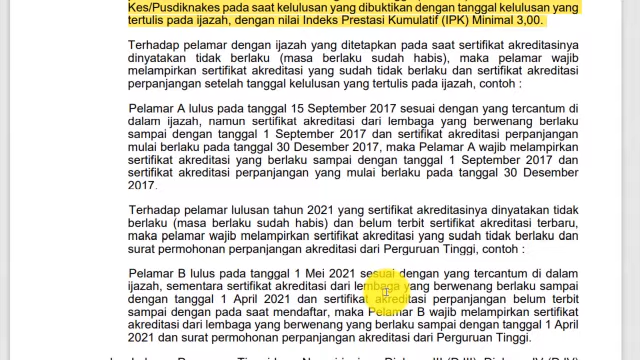 Kes/Pusdiknakes pada saat kelulusan yang dibuktikan dengan tanggal kelulusan yang
tertulis pada ijazah, dengan nilai Indeks Prestasi Kumulatif (IPK) Minimal 3,00.
Terhadap pelamar dengan ijazah yang ditetapkan pada saat sertifikat akreditasinya
dinyatakan tidak berlaku (masa berlaku sudah habis), maka pelamar wajib
melampirkan sertifikat akreditasi yang sudah tidak berlaku dan sertifikat akreditasi
perpanjangan setelah tanggal kelulusan yang tertulis pada ijazah, contoh :
Pelamar A lulus pada tanggal 15 September 2017 sesuai dengan yang tercantum di
dalam ijazah, namun sertifikat akreditasi dari lembaga yang berwenang berlaku
sampai dengan tanggal 1 September 2017 dan sertifikat akreditasi perpanjangan
mulai berlaku pada tanggal 30 Desember 2017, maka Pelamar A wajib melampirkan
sertifikat akreditasi yang berlaku sampai dengan tanggal 1 September 2017 dan
sertifikat akreditasi perpanjangan yang mulai berlaku pada tanggal 30 Desember
2017.
Terhadap pelamar lulusan tahun 2021 yang sertifikat akreditasinya dinyatakan tidak
berlaku (masa berlaku sudah habis) dan belum terbit sertifikat akreditasi terbaru,
maka pelamar wajib melampirkan sertifikat akreditasi yang sudah tidak berlaku dan
surat permohonan perpanjangan akreditasi dari Perguruan Tinggi, contoh :
Pelamar B lulus pada tanggal 1 Mei 2021 sesuai dengan yang tercantum di dalam
ijazah, sementara sertifikat akreditasi dari lembaga yang berwenang berlaku sampai
dengan tanggal 1 April 2021 dan sertifikat akreditasi perpanjangan belum terbit
sampai dengan pada saat mendaftar, maka Pelamar B wajib melampirkan sertifikat
akreditasi dari lembaga yang berwenang yang berlaku sampai dengan tanggal 1 April
2021 dan surat permohonan perpanjangan akreditasi dari Perguruan Tinggi.